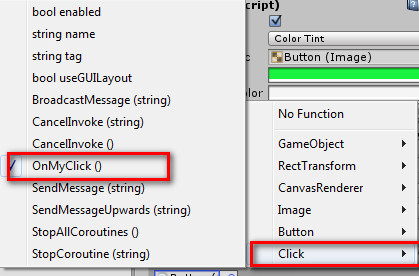 bool enabled
string name
string tag
bool useGUILayout
BroadcastMessage (string)
CancelInvoke (string)
CancelInvoke ()
OnMyClick ()
SendMessage (string)
SendMessageUpwards (string)
StopAllCoroutines ()
StopCoroutine (string)
cript)
Color Tint
c
Button (Image)
olor
No Function
GameObject
RectTransform
CanvasRenderer
Image
Button
Click